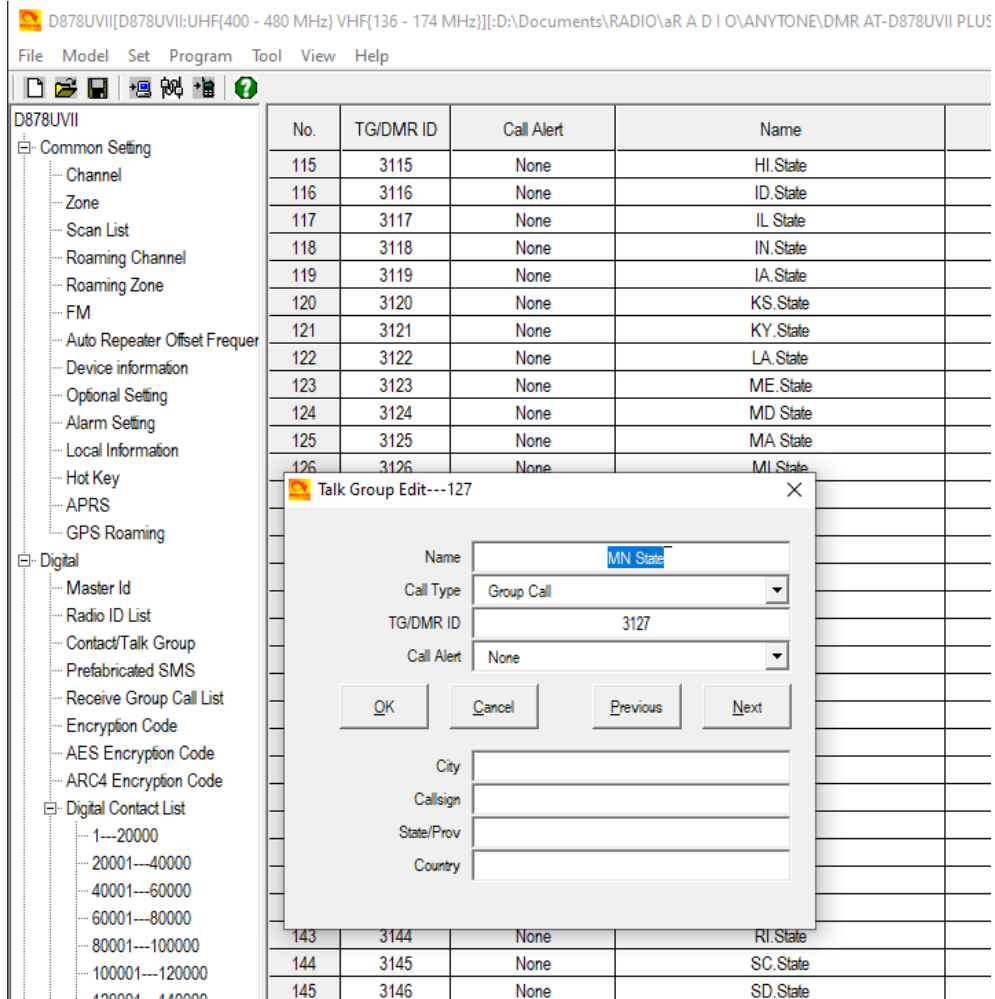 D878UVII[D878UVII:UHF{400 - 480 MHz} VHF{136 - 174 MHz}][:D:\Documents\RADIO\aR A D I O\ANYTONE\DMR AT-D878UVII PLUS
File Model Set Program Tool View Help
D878UVII
Common Setting
Channel
Zone
Scan List
Roaming Channel
Roaming Zone
FM
Auto Repeater Offset Frequer
Device information
Optional Setting
Alarm Setting
Local Information
Hot Key
APRS
GPS Roaming
Digital
Master Id
Radio ID List
Contact/Talk Group
Prefabricated SMS
Receive Group Call List
Encryption Code
AES Encryption Code
ARC4 Encryption Code
Digital Contact List
1---20000
20001---40000
40001---60000
60001---80000
80001---100000
100001---120000
120001---140000
No. TG/DMR ID Call Alert Name
115 3115 None HI.State
116 3116 None ID.State
117 3117 None IL State
118 3118 None IN.State
119 3119 None IA.State
120 3120 None KS.State
121 3121 None KY.State
122 3122 None LA.State
123 3123 None ME.State
124 3124 None MD State
125 3125 None MA State
126 3126 None MI.State
Talk Group Edit---127
Name MN State
Call Type Group Call
TG/DMR ID 3127
Call Alert None
OK Cancel Previous Next
City
Callsign
State/Prov
Country
143 3144 None RI.State
144 3145 None SC.State
145 3146 None SD.State